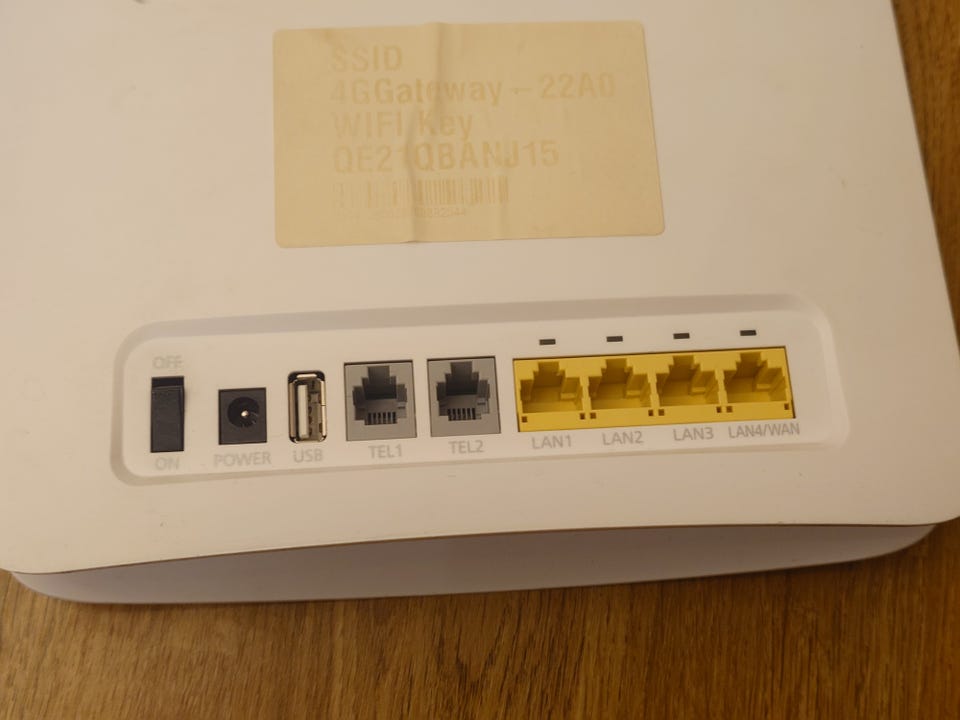 SSID
4GGateway-22A0
WIFI Key
QE21QBANJ15
OFF
ON
POWER
USB
TEL1
TEL2
LAN1
LAN2
LAN3
LAN4/WAN